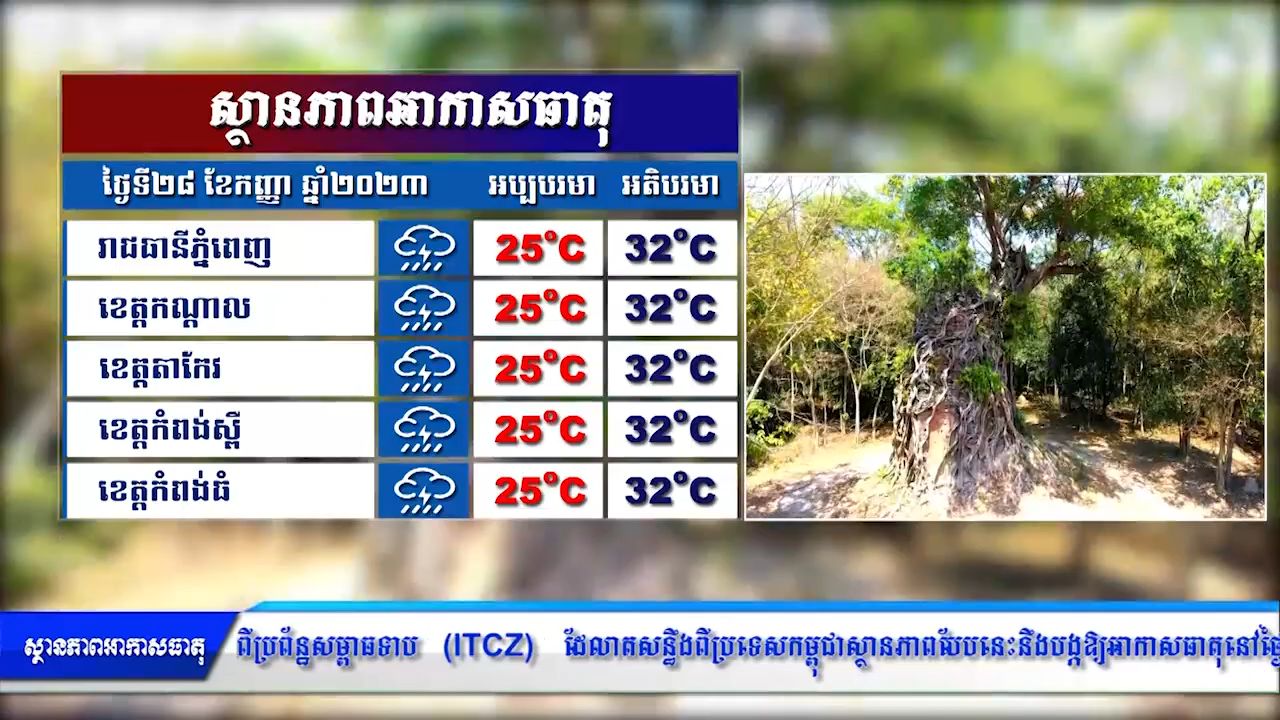 ស្ថានភាពអាកាសធាតុ
ថ្ងៃទី២៨ ខែកញ្ញា ឆ្នាំ២០២៣ អប្បបរមា អតិបរមា
រាជធានីភ្នំពេញ 25°C 32°C
ខេត្តកណ្ដាល 25°C 32°C
ខេត្តតាកែវ 25°C 32°C
ខេត្តកំពង់ស្ពឺ 25°C 32°C
ខេត្តកំពង់ធំ 25°C 32°C
ស្ថានភាពអាកាសធាតុ ពីប្រព័ន្ធសម្ពាធទាប (ITCZ) ដែលាតសន្ធឹងពីប្រទេសកម្ពុជាស្ថានភាពបែបនេះនឹងបង្កឱ្យអាកាសធាតុនៅថ្ងៃ